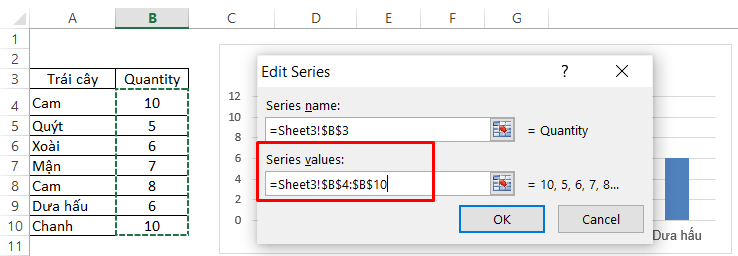 A B C D E F G
1
2
3 Trái cây Quantity
4 Cam 10
5 Quýt 5
6 Xoài 6
7 Mận 7
8 Cam 8
9 Dưa hấu 6
10 Chanh 10
11
12
10
8
6
4
2
0
Dưa hấu
Edit Series ?
Series name:
=Sheet3!$B$3 = Quantity
Series values:
=Sheet3!$B$4:$B$10 = 10, 5, 6, 7, 8...
OK Cancel